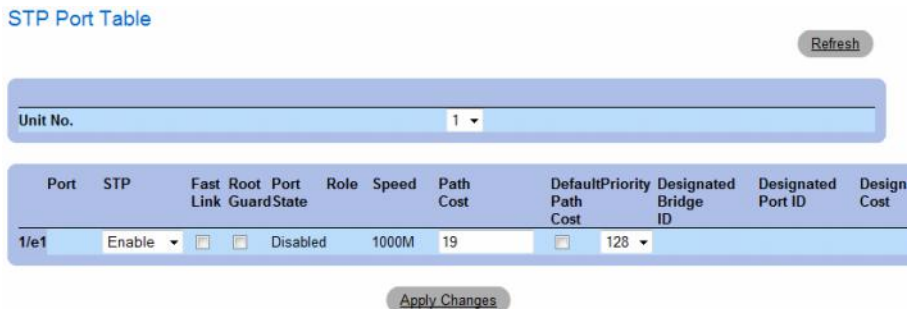 STP Port Table
Refresh
Unit No. 1
Port STP Fast Link Root Guard Port State Role Speed Path Cost Default Path Cost Priority Designated Bridge ID Designated Port ID Design Cost
1/e1 Enable Disabled 1000M 19 128
Apply Changes